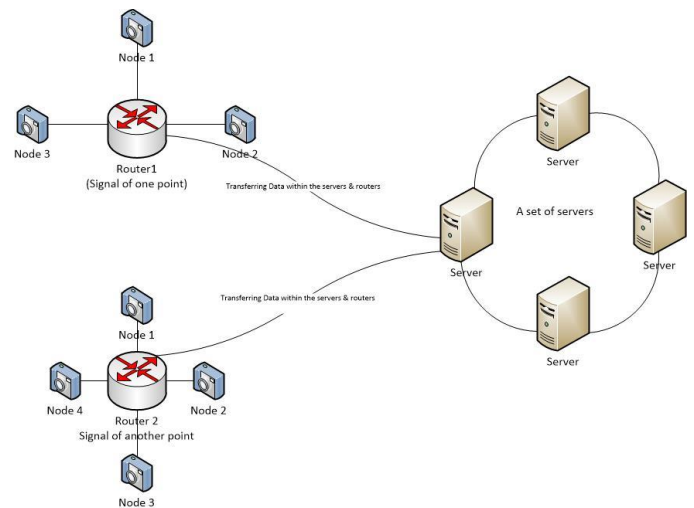 Node 1
Node 3
Node 2
Router1
(Signal of one point)
Transferring Data within the servers & routers
Server
A set of servers
Server
Server
Server
Transferring Data within the servers & routers
Node 1
Node 4
Node 2
Router 2
Signal of another point
Node 3